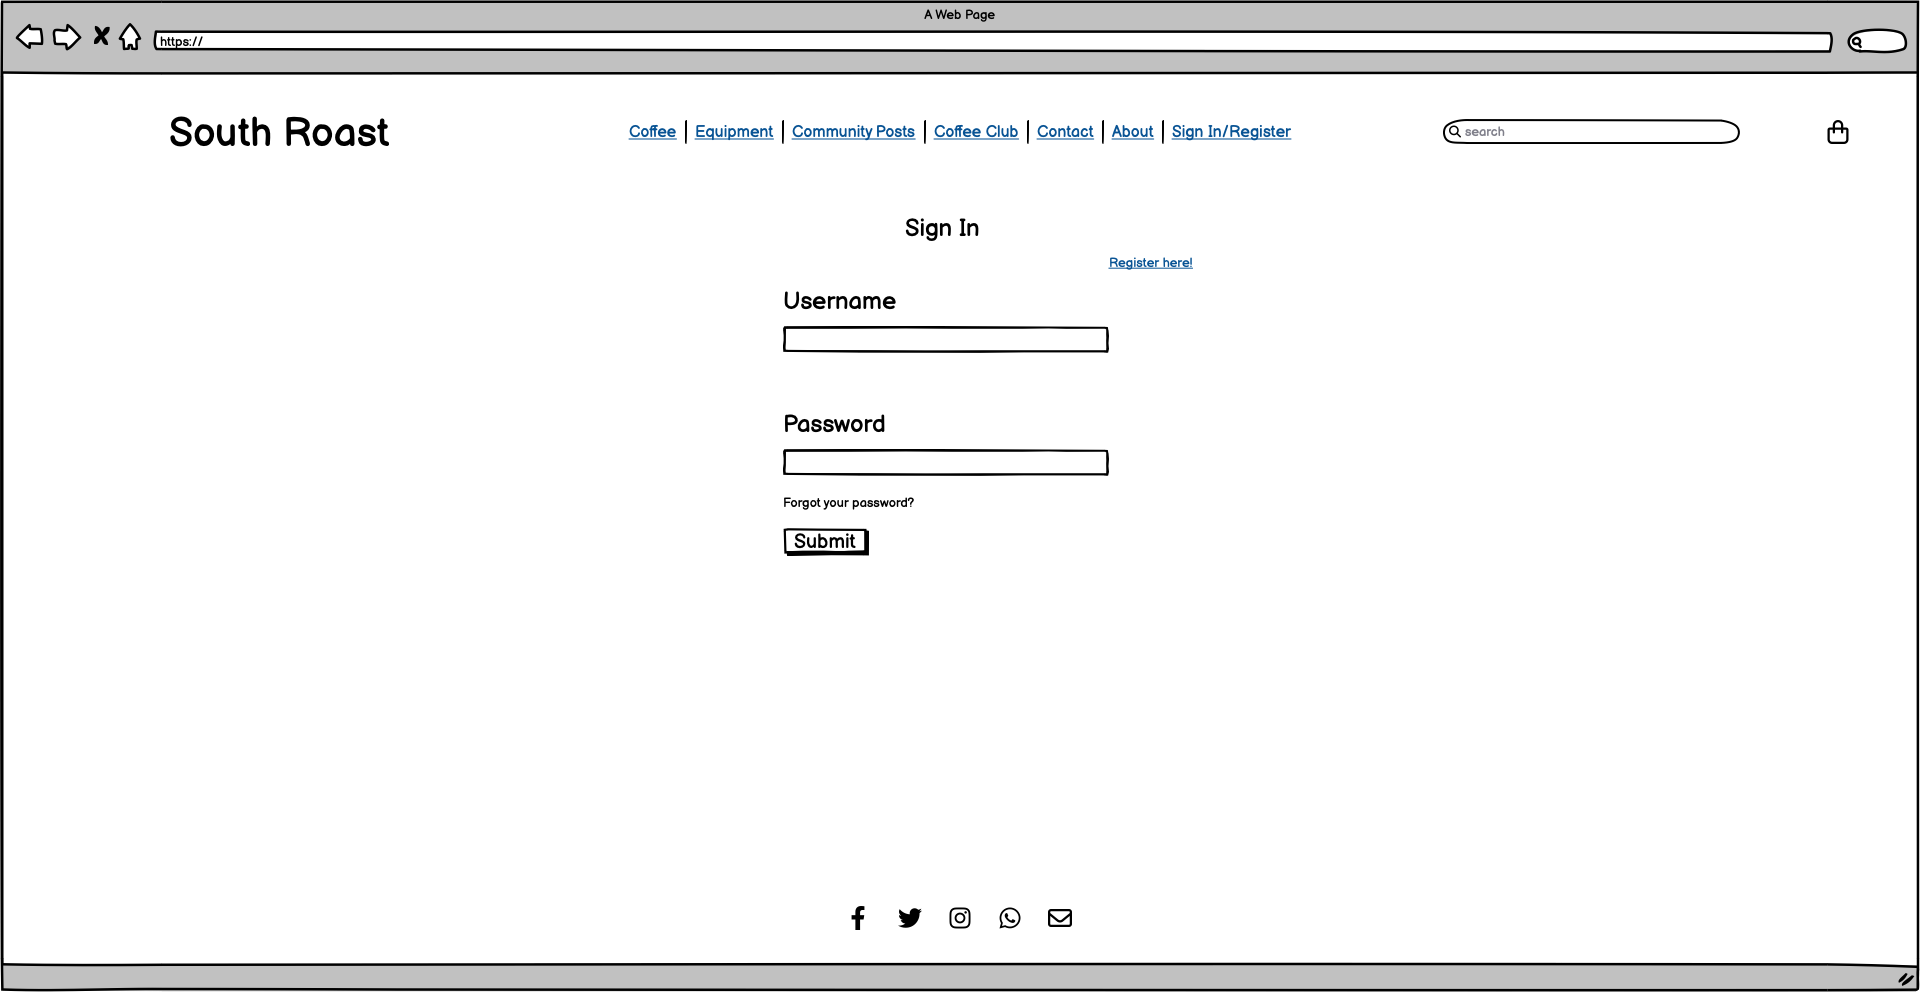 A Web Page
https://
South Roast
Coffee | Equipment | Community Posts | Coffee Club | Contact | About | Sign In/Register
search
Sign In
Register here!
Username
Password
Forgot your password?
Submit